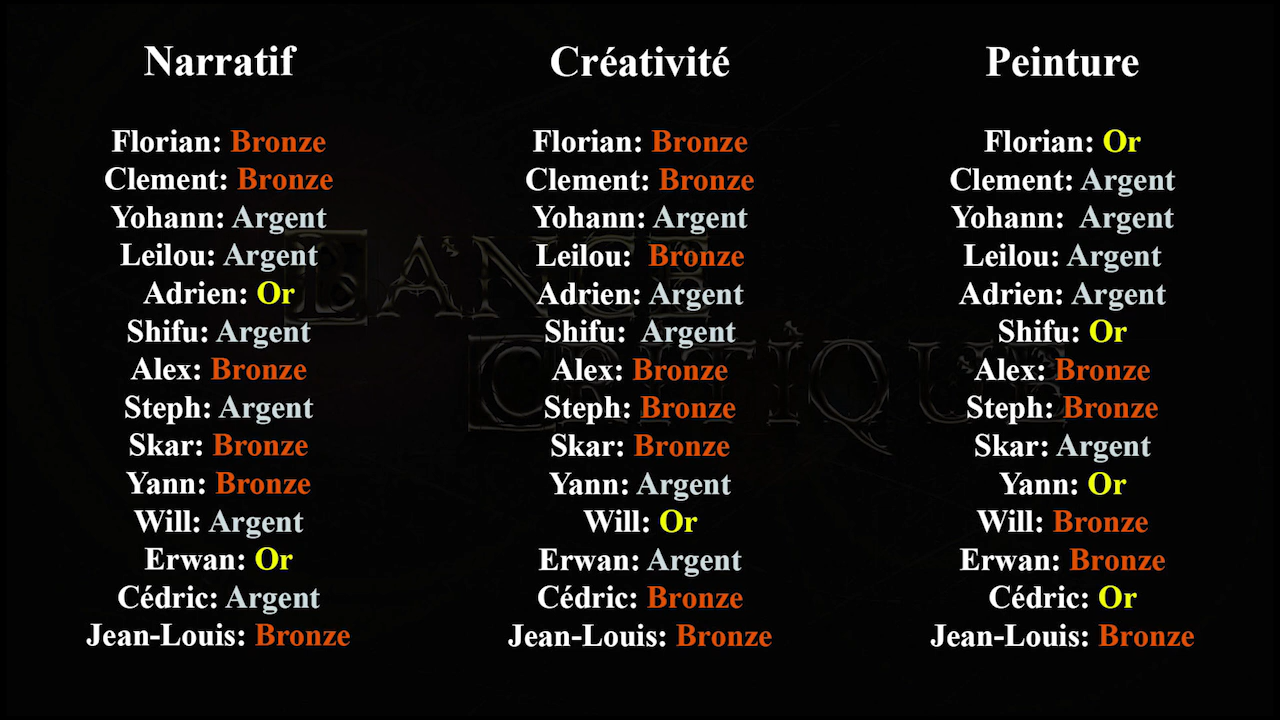 Narratif
Florian: Bronze
Clement: Bronze
Yohann: Argent
Leilou: Argent
Adrien: Or
Shifu: Argent
Alex: Bronze
Steph: Argent
Skar: Bronze
Yann: Bronze
Will: Argent
Erwan: Or
Cédric: Argent
Jean-Louis: Bronze
Créativité
Florian: Bronze
Clement: Bronze
Yohann: Argent
Leilou: Bronze
Adrien: Argent
Shifu: Argent
Alex: Bronze
Steph: Bronze
Skar: Bronze
Yann: Argent
Will: Or
Erwan: Argent
Cédric: Bronze
Jean-Louis: Bronze
Peinture
Florian: Or
Clement: Argent
Yohann: Argent
Leilou: Argent
Adrien: Argent
Shifu: Or
Alex: Bronze
Steph: Bronze
Skar: Argent
Yann: Or
Will: Bronze
Erwan: Bronze
Cédric: Or
Jean-Louis: Bronze
LANCE
CRITIQUE